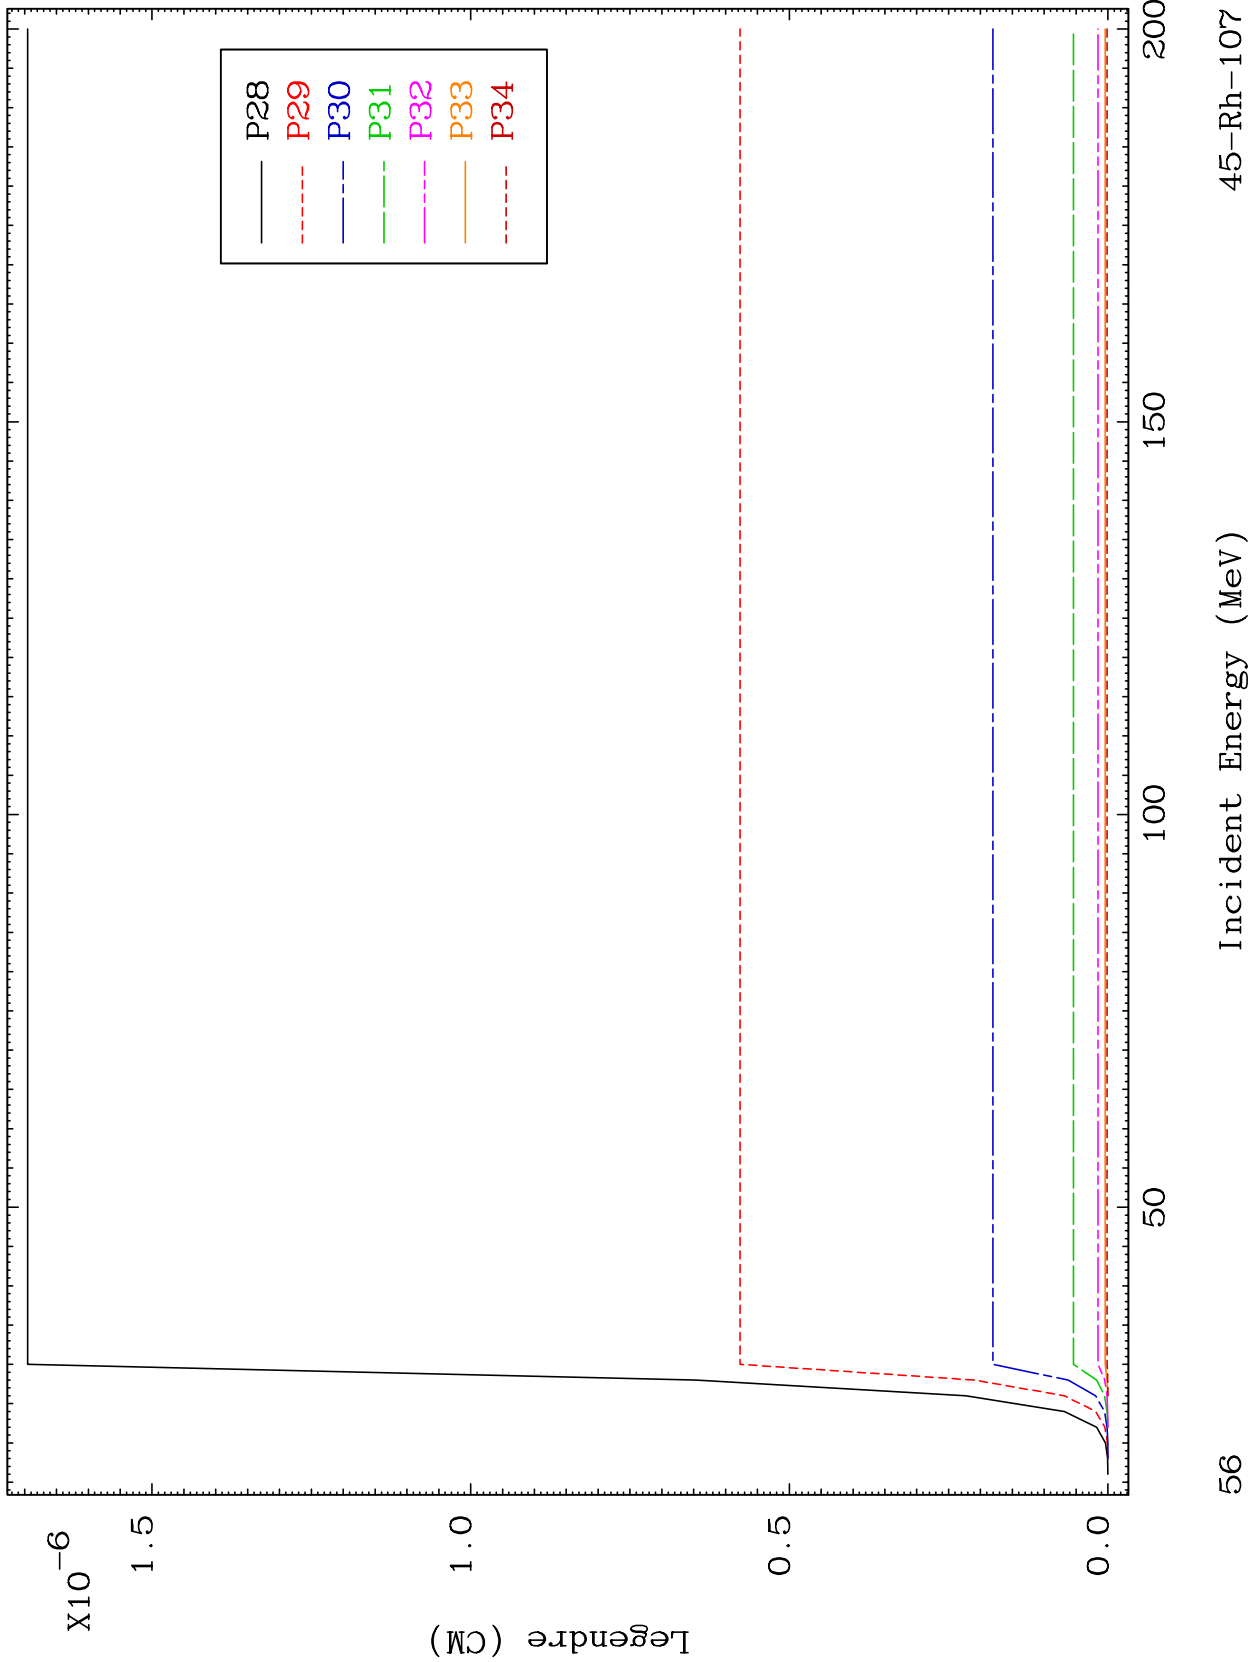 X10-6
1.5
1.0
0.5
0.0
Legendre (CM)
P28
P29
P30
P31
P32
P33
P34
50
100
150
200
Incident Energy (MeV)
56
45-Rh-107